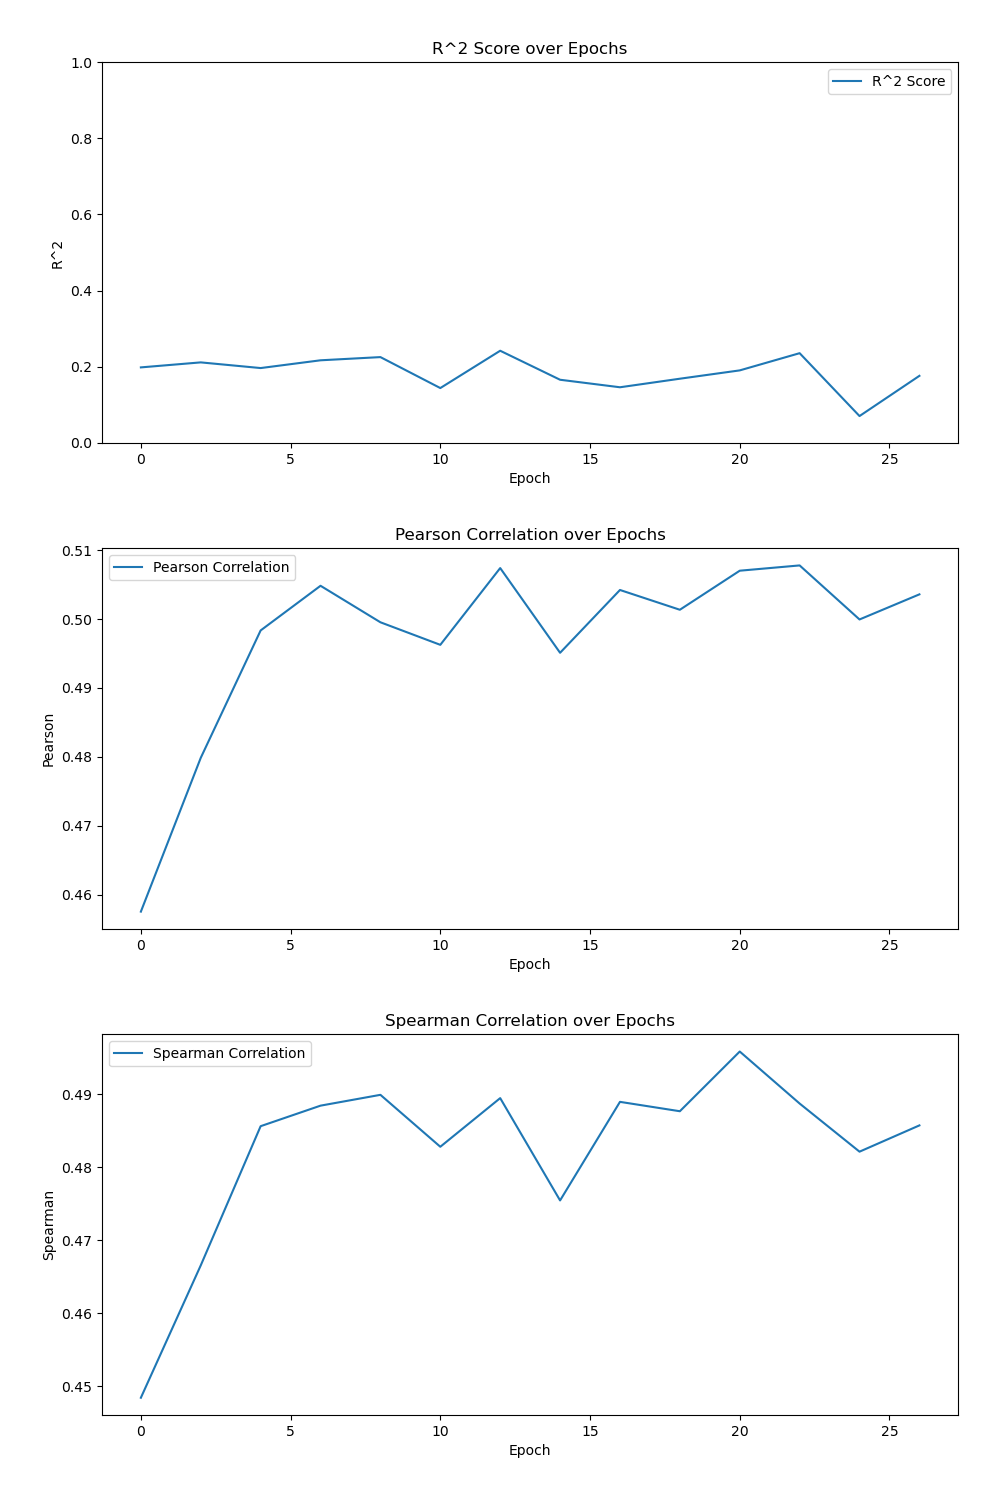 R^2 Score over Epochs
1.0
R^2 Score
0.8
0.6
R^2
0.4
0.2
0.0
0 5 10 15 20 25
Epoch
Pearson Correlation over Epochs
0.51
Pearson Correlation
0.50
0.49
Pearson
0.48
0.47
0.46
0 5 10 15 20 25
Epoch
Spearman Correlation over Epochs
Spearman Correlation
0.49
0.48
Spearman
0.47
0.46
0.45
0 5 10 15 20 25
Epoch